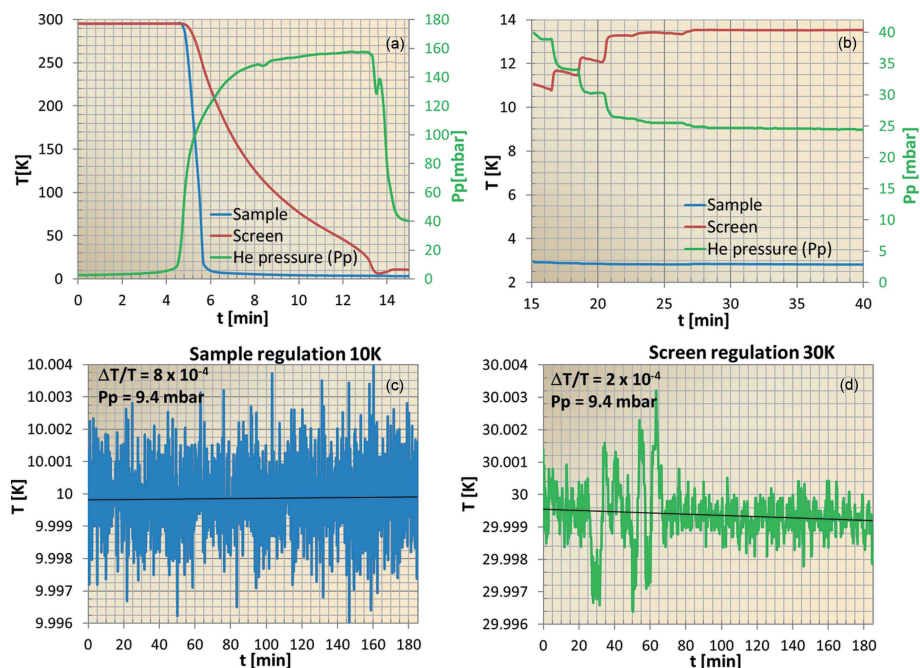 (a)
T[K]
300
250
200
150
100
50
0
180
160
140
120
100
80
60
40
20
0
Pp[mbar]
Sample
Screen
He pressure (Pp)
0 2 4 6 8 10 12 14
t [min]
(b)
T [K]
14
12
10
8
6
4
2
40
35
30
25
20
15
10
5
0
Pp [mbar]
Sample
Screen
He pressure (Pp)
15 20 25 30 35 40
t [min]
Sample regulation 10K
ΔT/T = 8 x 10⁻⁴
Pp = 9.4 mbar
(c)
T [K]
10.004
10.003
10.002
10.001
10
9.999
9.998
9.997
9.996
0 20 40 60 80 100 120 140 160 180
t [min]
Screen regulation 30K
ΔT/T = 2 x 10⁻⁴
Pp = 9.4 mbar
(d)
T [K]
30.004
30.003
30.002
30.001
30
29.999
29.998
29.997
29.996
0 20 40 60 80 100 120 140 160 180
t [min]